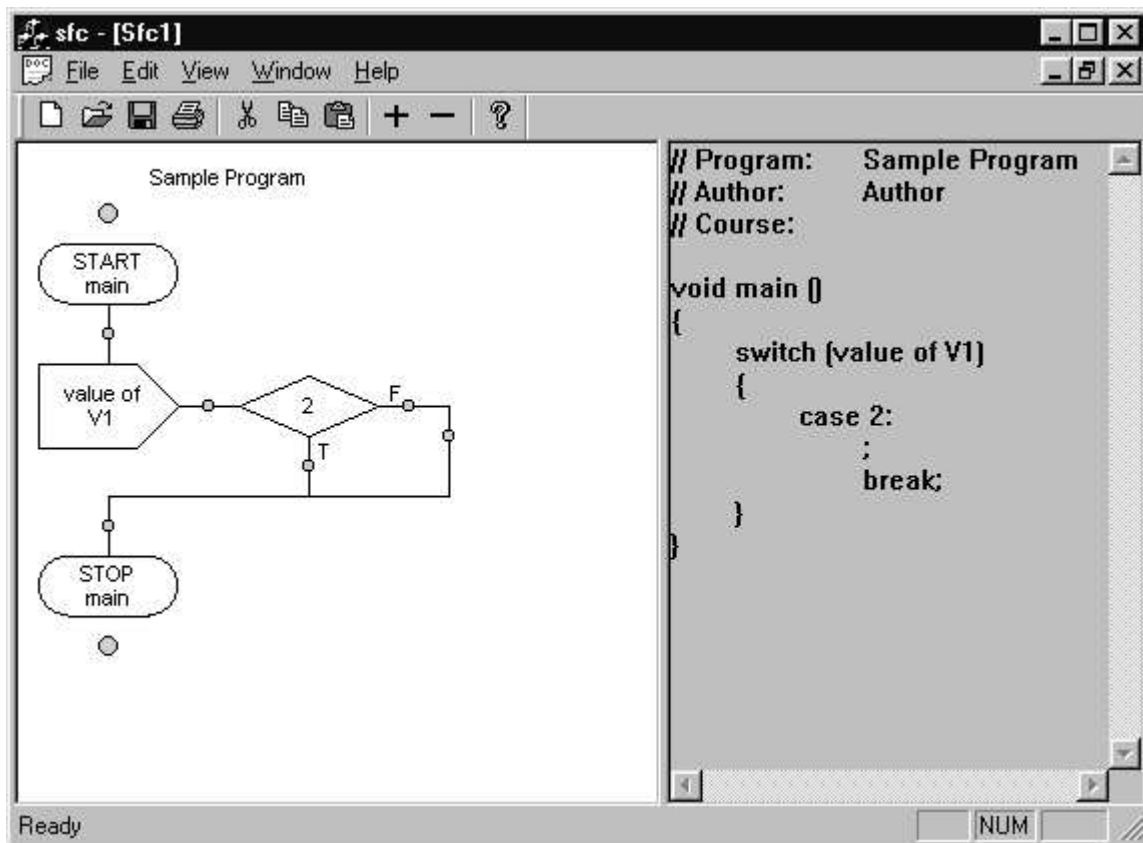 sfc - [Sfc1]
DOC
File Edit View Window Help
Sample Program
START
main
value of
V1
2
F
T
STOP
main
// Program: Sample Program
// Author: Author
// Course:
void main ()
{
switch (value of V1)
{
case 2:
;
break;
}
}
Ready
NUM